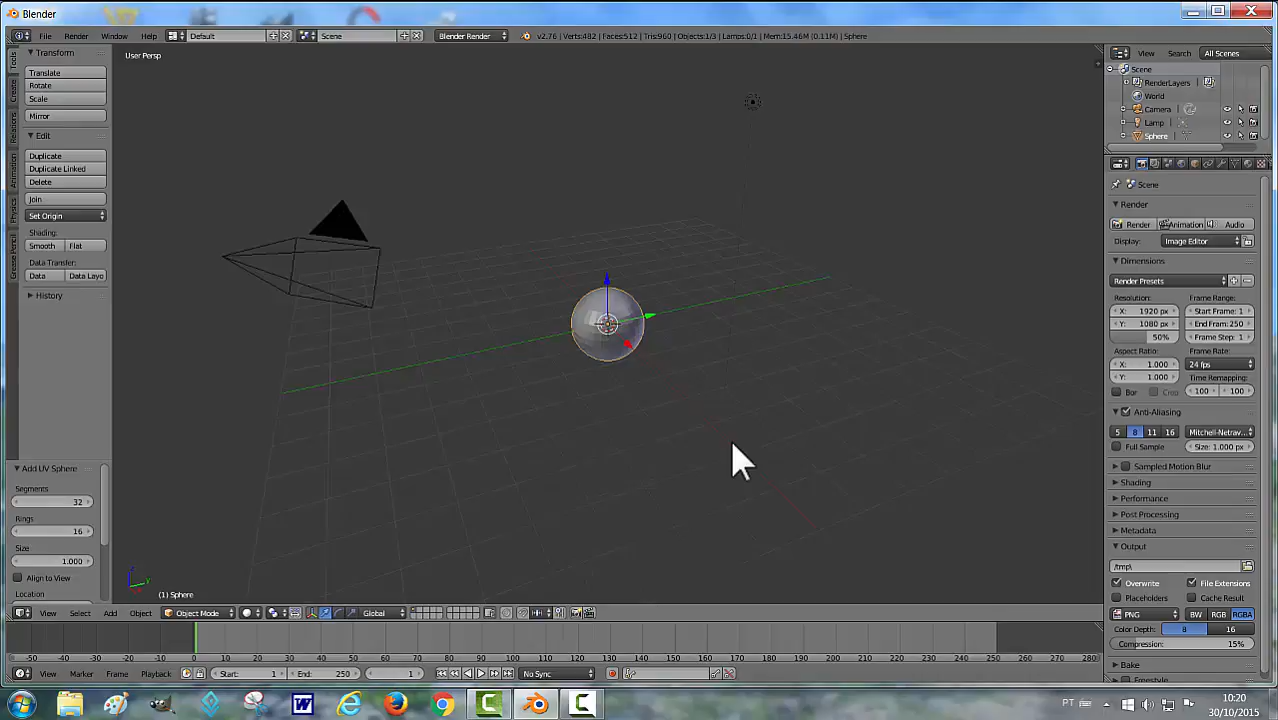 Blender
File Render Window Help Default Scene Blender Render v2.76 | Verts:482 | Faces:512 | Tris:960 | Objects:1/3 | Lamps:0/1 | Mem:15.46M (0.11M) | Sphere
Tools
Create
Relations
Animation
Physics
Grease Pencil
Transform
Translate
Rotate
Scale
Mirror
Edit
Duplicate
Duplicate Linked
Delete
Join
Set Origin
Shading:
Smooth Flat
Data Transfer:
Data Data Layo
History
Add UV Sphere
Segments
32
Rings
16
Size
1.000
Align to View
Location
User Persp
(1) Sphere
View Select Add Object Object Mode Global
View Search All Scenes
Scene
RenderLayers
World
Camera
Lamp
Sphere
Scene
Render
Render Animation Audio
Display: Image Editor
Dimensions
Render Presets
Resolution: Frame Range:
X: 1920 px Start Frame: 1
Y: 1080 px End Fram: 250
50% Frame Step: 1
Aspect Ratio: Frame Rate:
X: 1.000 24 fps
Y: 1.000 Time Remapping:
Bor Crop 100 100
Anti-Aliasing
5 8 11 16 Mitchell-Netrav...
Full Sample Size: 1.000 px
Sampled Motion Blur
Shading
Performance
Post Processing
Metadata
Output
/tmp\
Overwrite File Extensions
Placeholders Cache Result
PNG BW RGB RGBA
Color Depth: 8 16
Compression: 15%
Bake
Freestyle
-50 -40 -30 -20 -10 0 10 20 30 40 50 60 70 80 90 100 110 120 130 140 150 160 170 180 190 200 210 220 230 240 250 260 270 280
View Marker Frame Playback Start: 1 End: 250 1 No Sync
PT 10:20
30/10/2015